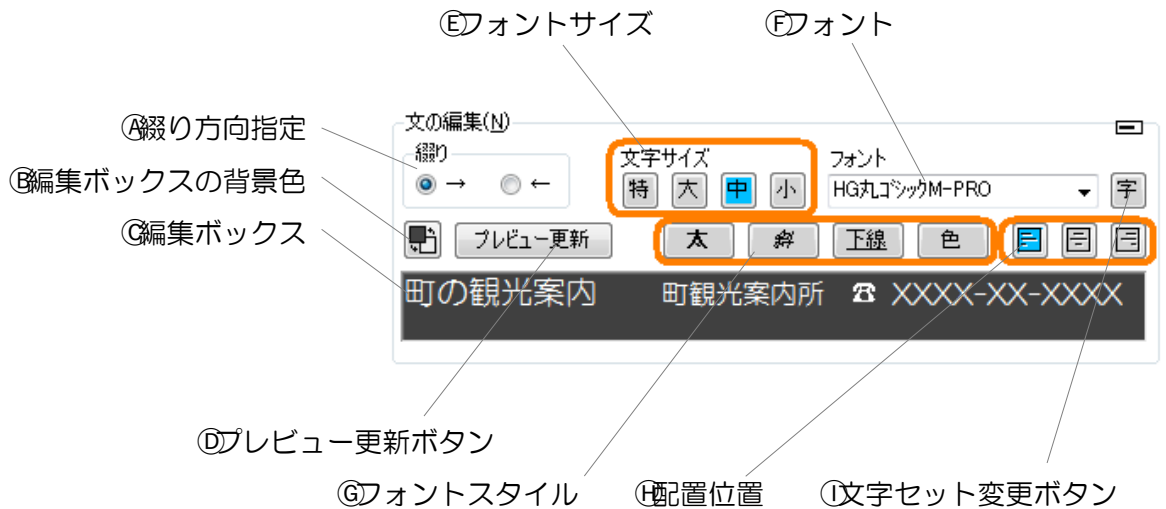 Ⓔフォントサイズ
Ⓕフォント
Ⓐ綴り方向指定
Ⓑ編集ボックスの背景色
Ⓒ編集ボックス
文の編集(N)
綴り
→ ←
文字サイズ
特 大 中 小
フォント
HG丸ゴシックM-PRO
字
プレビュー更新
太 斜 下線 色
町の観光案内 町観光案内所 ☎ XXXX-XX-XXXX
Ⓓプレビュー更新ボタン
Ⓖフォントスタイル
Ⓗ配置位置
Ⓘ文字セット変更ボタン